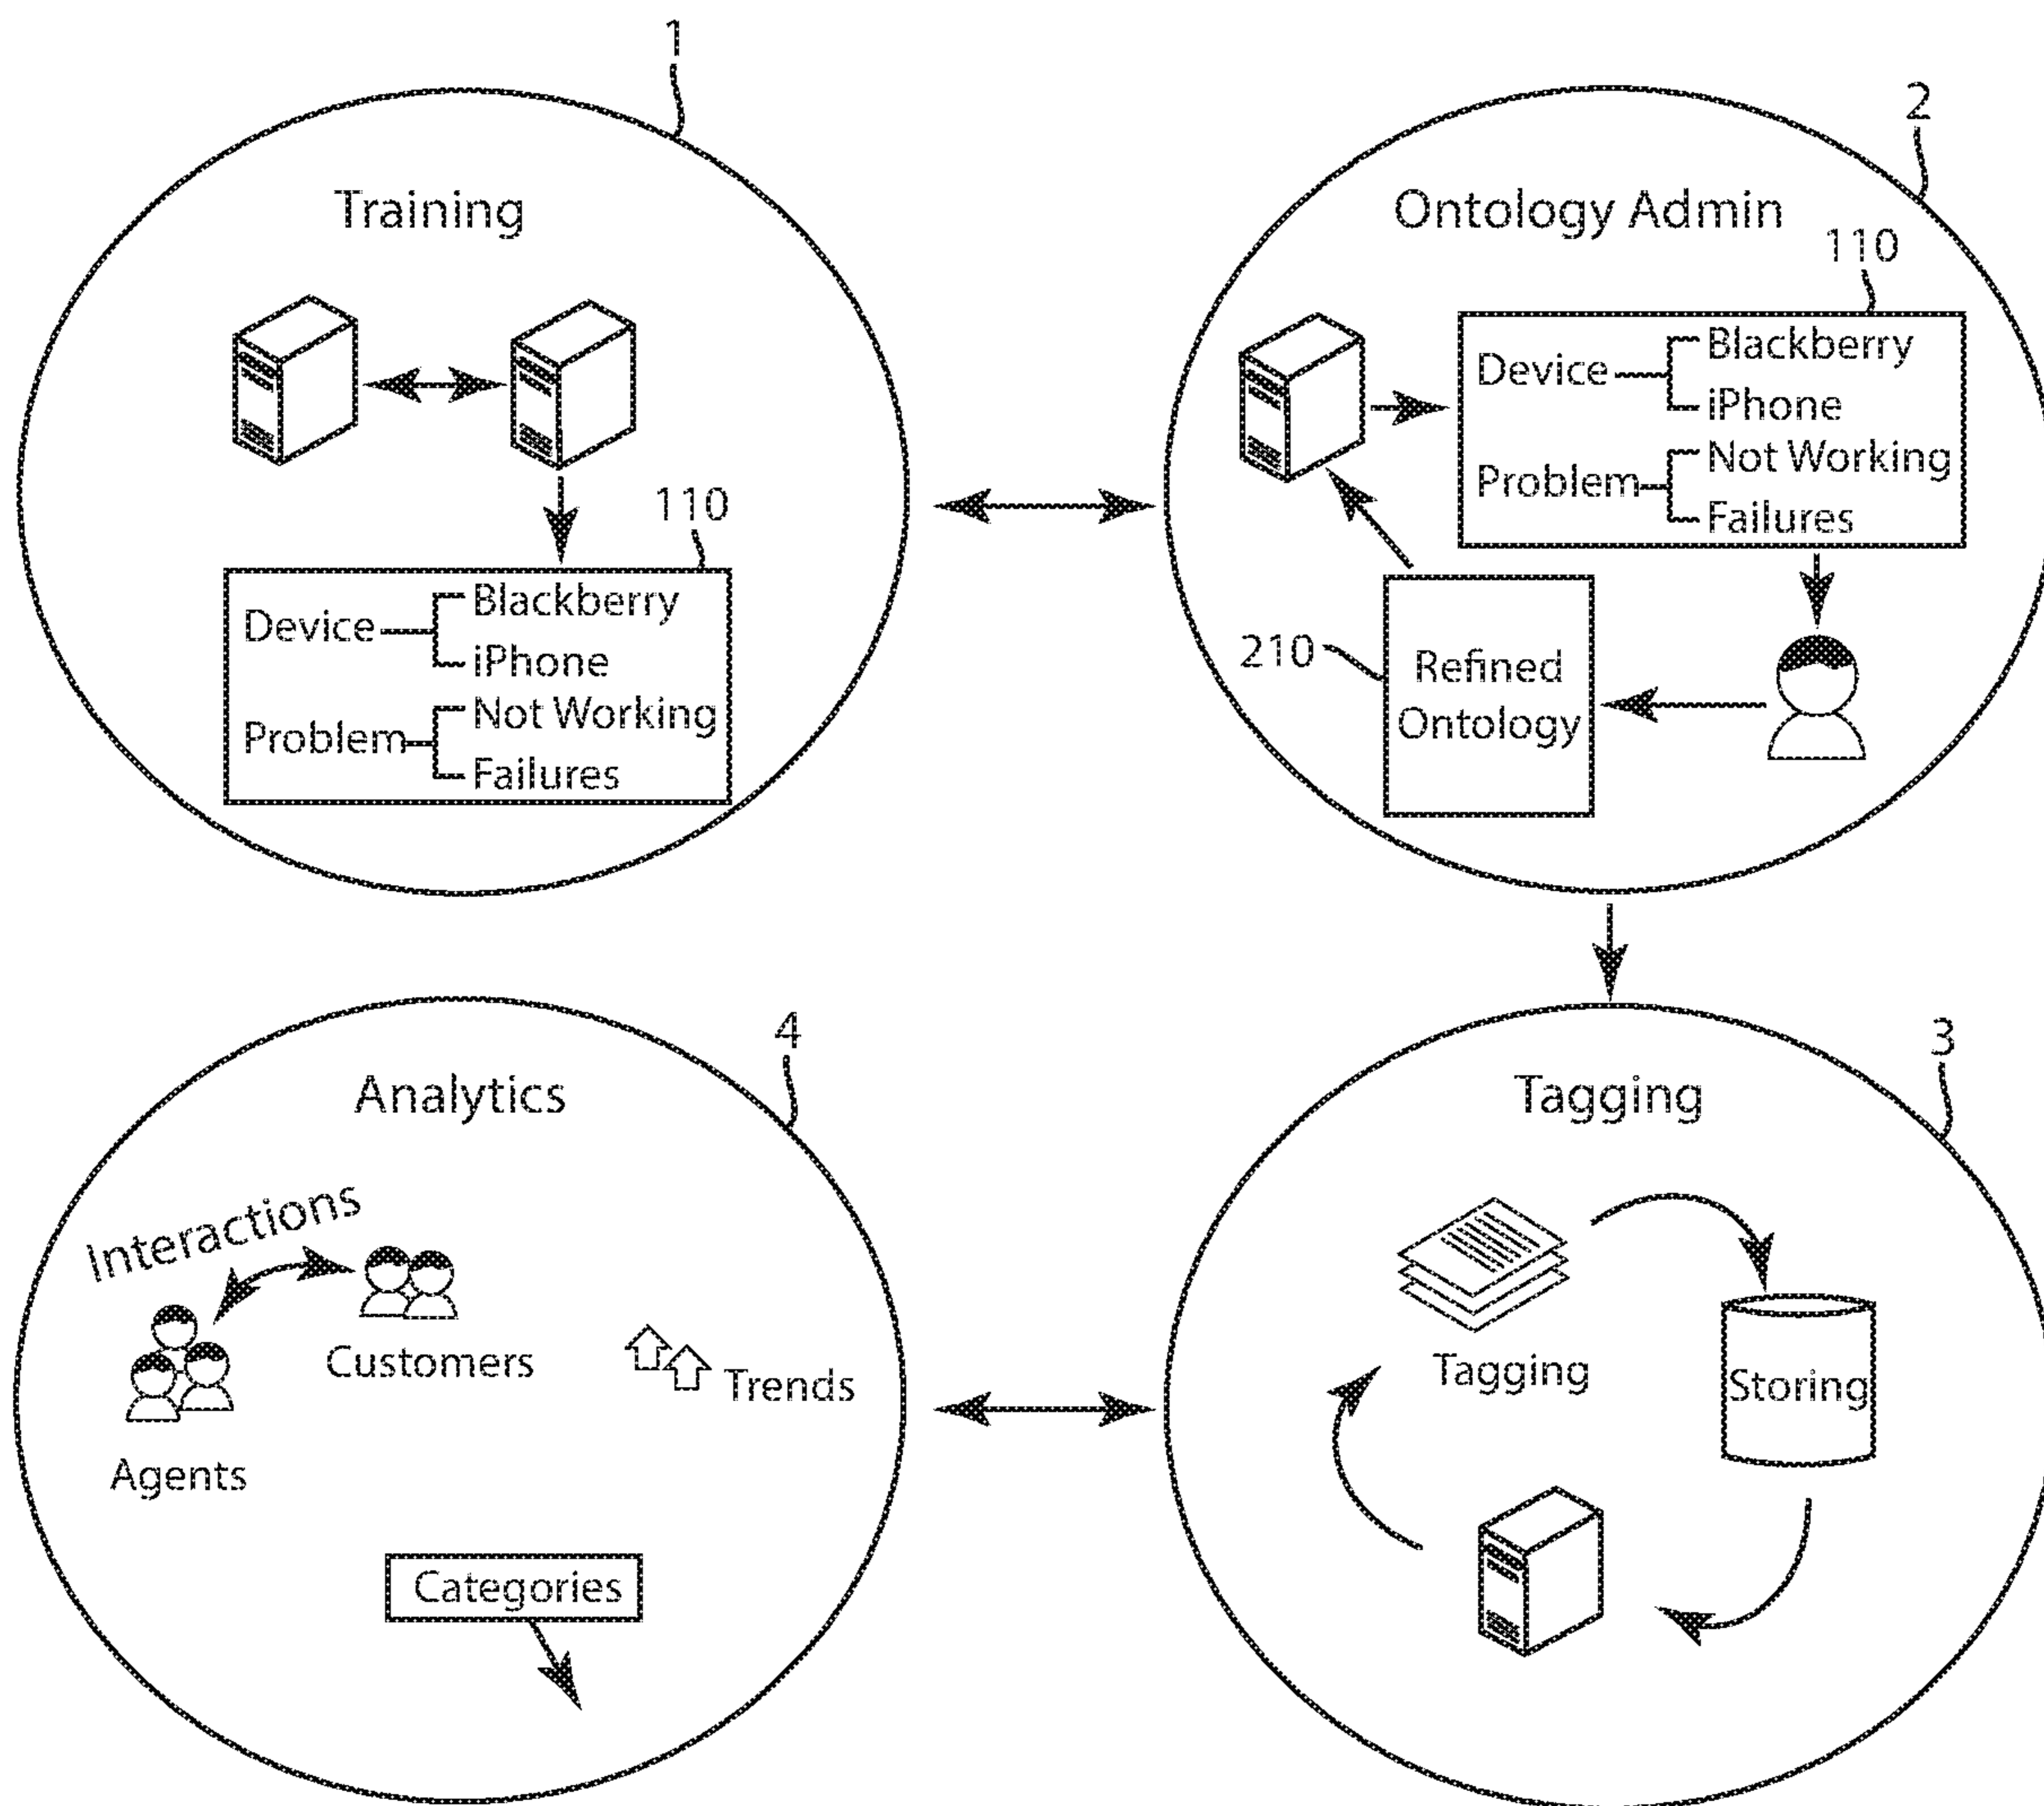 1
Training
110
Device
Blackberry
iPhone
Problem
Not Working
Failures
2
Ontology Admin
110
Device
Blackberry
iPhone
Problem
Not Working
Failures
210
Refined
Ontology
4
Analytics
Interactions
Customers
Agents
Trends
Categories
3
Tagging
Tagging
Storing